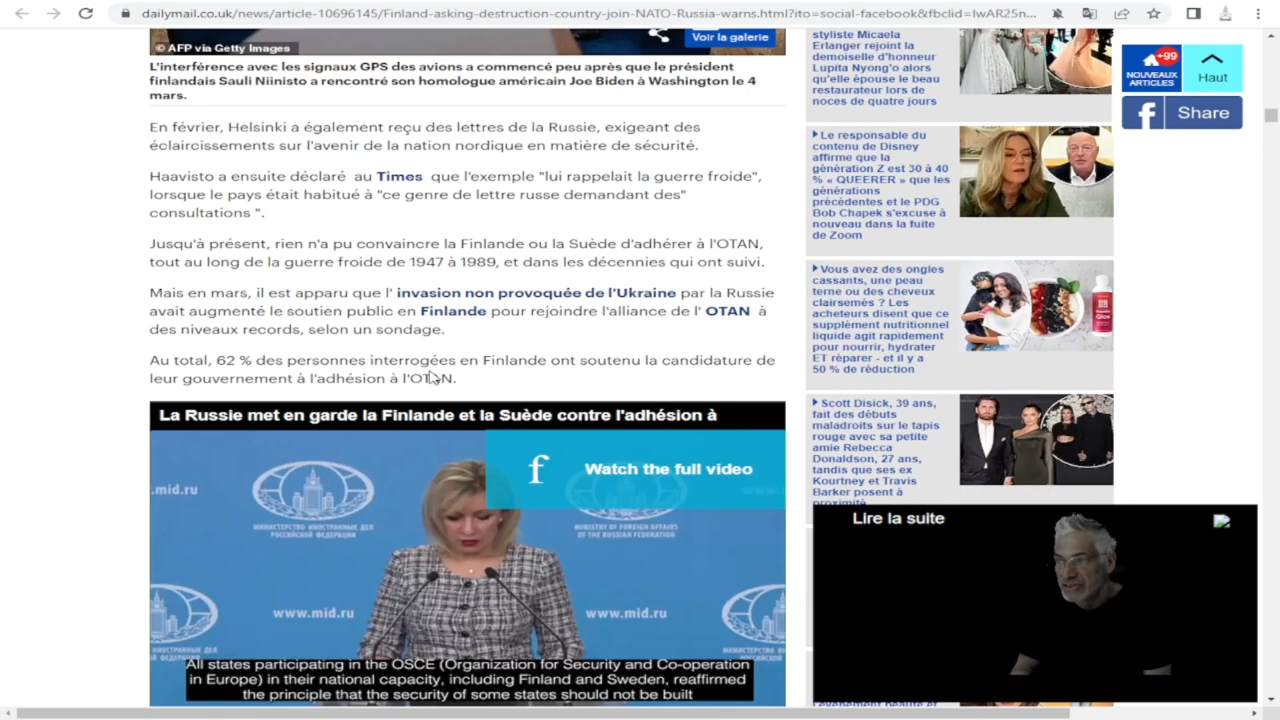 dailymail.co.uk/news/article-10696145/Finland-asking-destruction-country-join-NATO-Russia-warns.html?ito=social-facebook&fbclid=IwAR25n...
© AFP via Getty Images
Voir la galerie
L'interférence avec les signaux GPS des avions a commencé peu après que le président
finlandais Sauli Niinisto a rencontré son homologue américain Joe Biden à Washington le 4
mars.
En février, Helsinki a également reçu des lettres de la Russie, exigeant des
éclaircissements sur l'avenir de la nation nordique en matière de sécurité.
Haavisto a ensuite déclaré au Times que l'exemple "lui rappelait la guerre froide",
lorsque le pays était habitué à "ce genre de lettre russe demandant des"
consultations ".
Jusqu'à présent, rien n'a pu convaincre la Finlande ou la Suède d'adhérer à l'OTAN,
tout au long de la guerre froide de 1947 à 1989, et dans les décennies qui ont suivi.
Mais en mars, il est apparu que l' invasion non provoquée de l'Ukraine par la Russie
avait augmenté le soutien public en Finlande pour rejoindre l'alliance de l' OTAN à
des niveaux records, selon un sondage.
Au total, 62 % des personnes interrogées en Finlande ont soutenu la candidature de
leur gouvernement à l'adhésion à l'OTAN.
La Russie met en garde la Finlande et la Suède contre l'adhésion à
f Watch the full video
.mid.ru
МИНИСТЕРСТВО ИНОСТРАННЫХ ДЕЛ
РОССИЙСКОЙ ФЕДЕРАЦИИ
MINISTRY OF FOREIGN AFFAIRS
OF THE RUSSIAN FEDERATION
www.mid.ru
www.mid.ru
All states participating in the OSCE (Organization for Security and Co-operation
in Europe) in their national capacity, including Finland and Sweden, reaffirmed
the principle that the security of some states should not be built
styliste Micaela
Erlanger rejoint la
demoiselle d'honneur
Lupita Nyong'o alors
qu'elle épouse le beau
restaurateur lors de
noces de quatre jours
Le responsable du
contenu de Disney
affirme que la
génération Z est 30 à 40
% « QUEERER » que les
générations
précédentes et le PDG
Bob Chapek s'excuse à
nouveau dans la fuite
de Zoom
Vous avez des ongles
cassants, une peau
terne ou des cheveux
clairsemés ? Les
acheteurs disent que ce
supplément nutritionnel
liquide agit rapidement
pour nourrir, hydrater
ET réparer - et il y a
50 % de réduction
Scott Disick, 39 ans,
fait des débuts
maladroits sur le tapis
rouge avec sa petite
amie Rebecca
Donaldson, 27 ans,
tandis que ses ex
Kourtney et Travis
Barker posent à
proximité
Lire la suite
+99
NOUVEAUX
ARTICLES
Haut
f Share